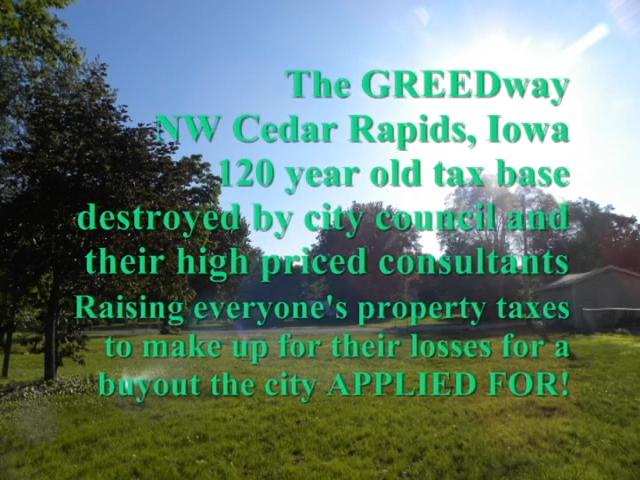 The GREEDway
NW Cedar Rapids, Iowa
120 year old tax base
destroyed by city council and
their high priced consultants
Raising everyone's property taxes
to make up for their losses for a
buyout the city APPLIED FOR!